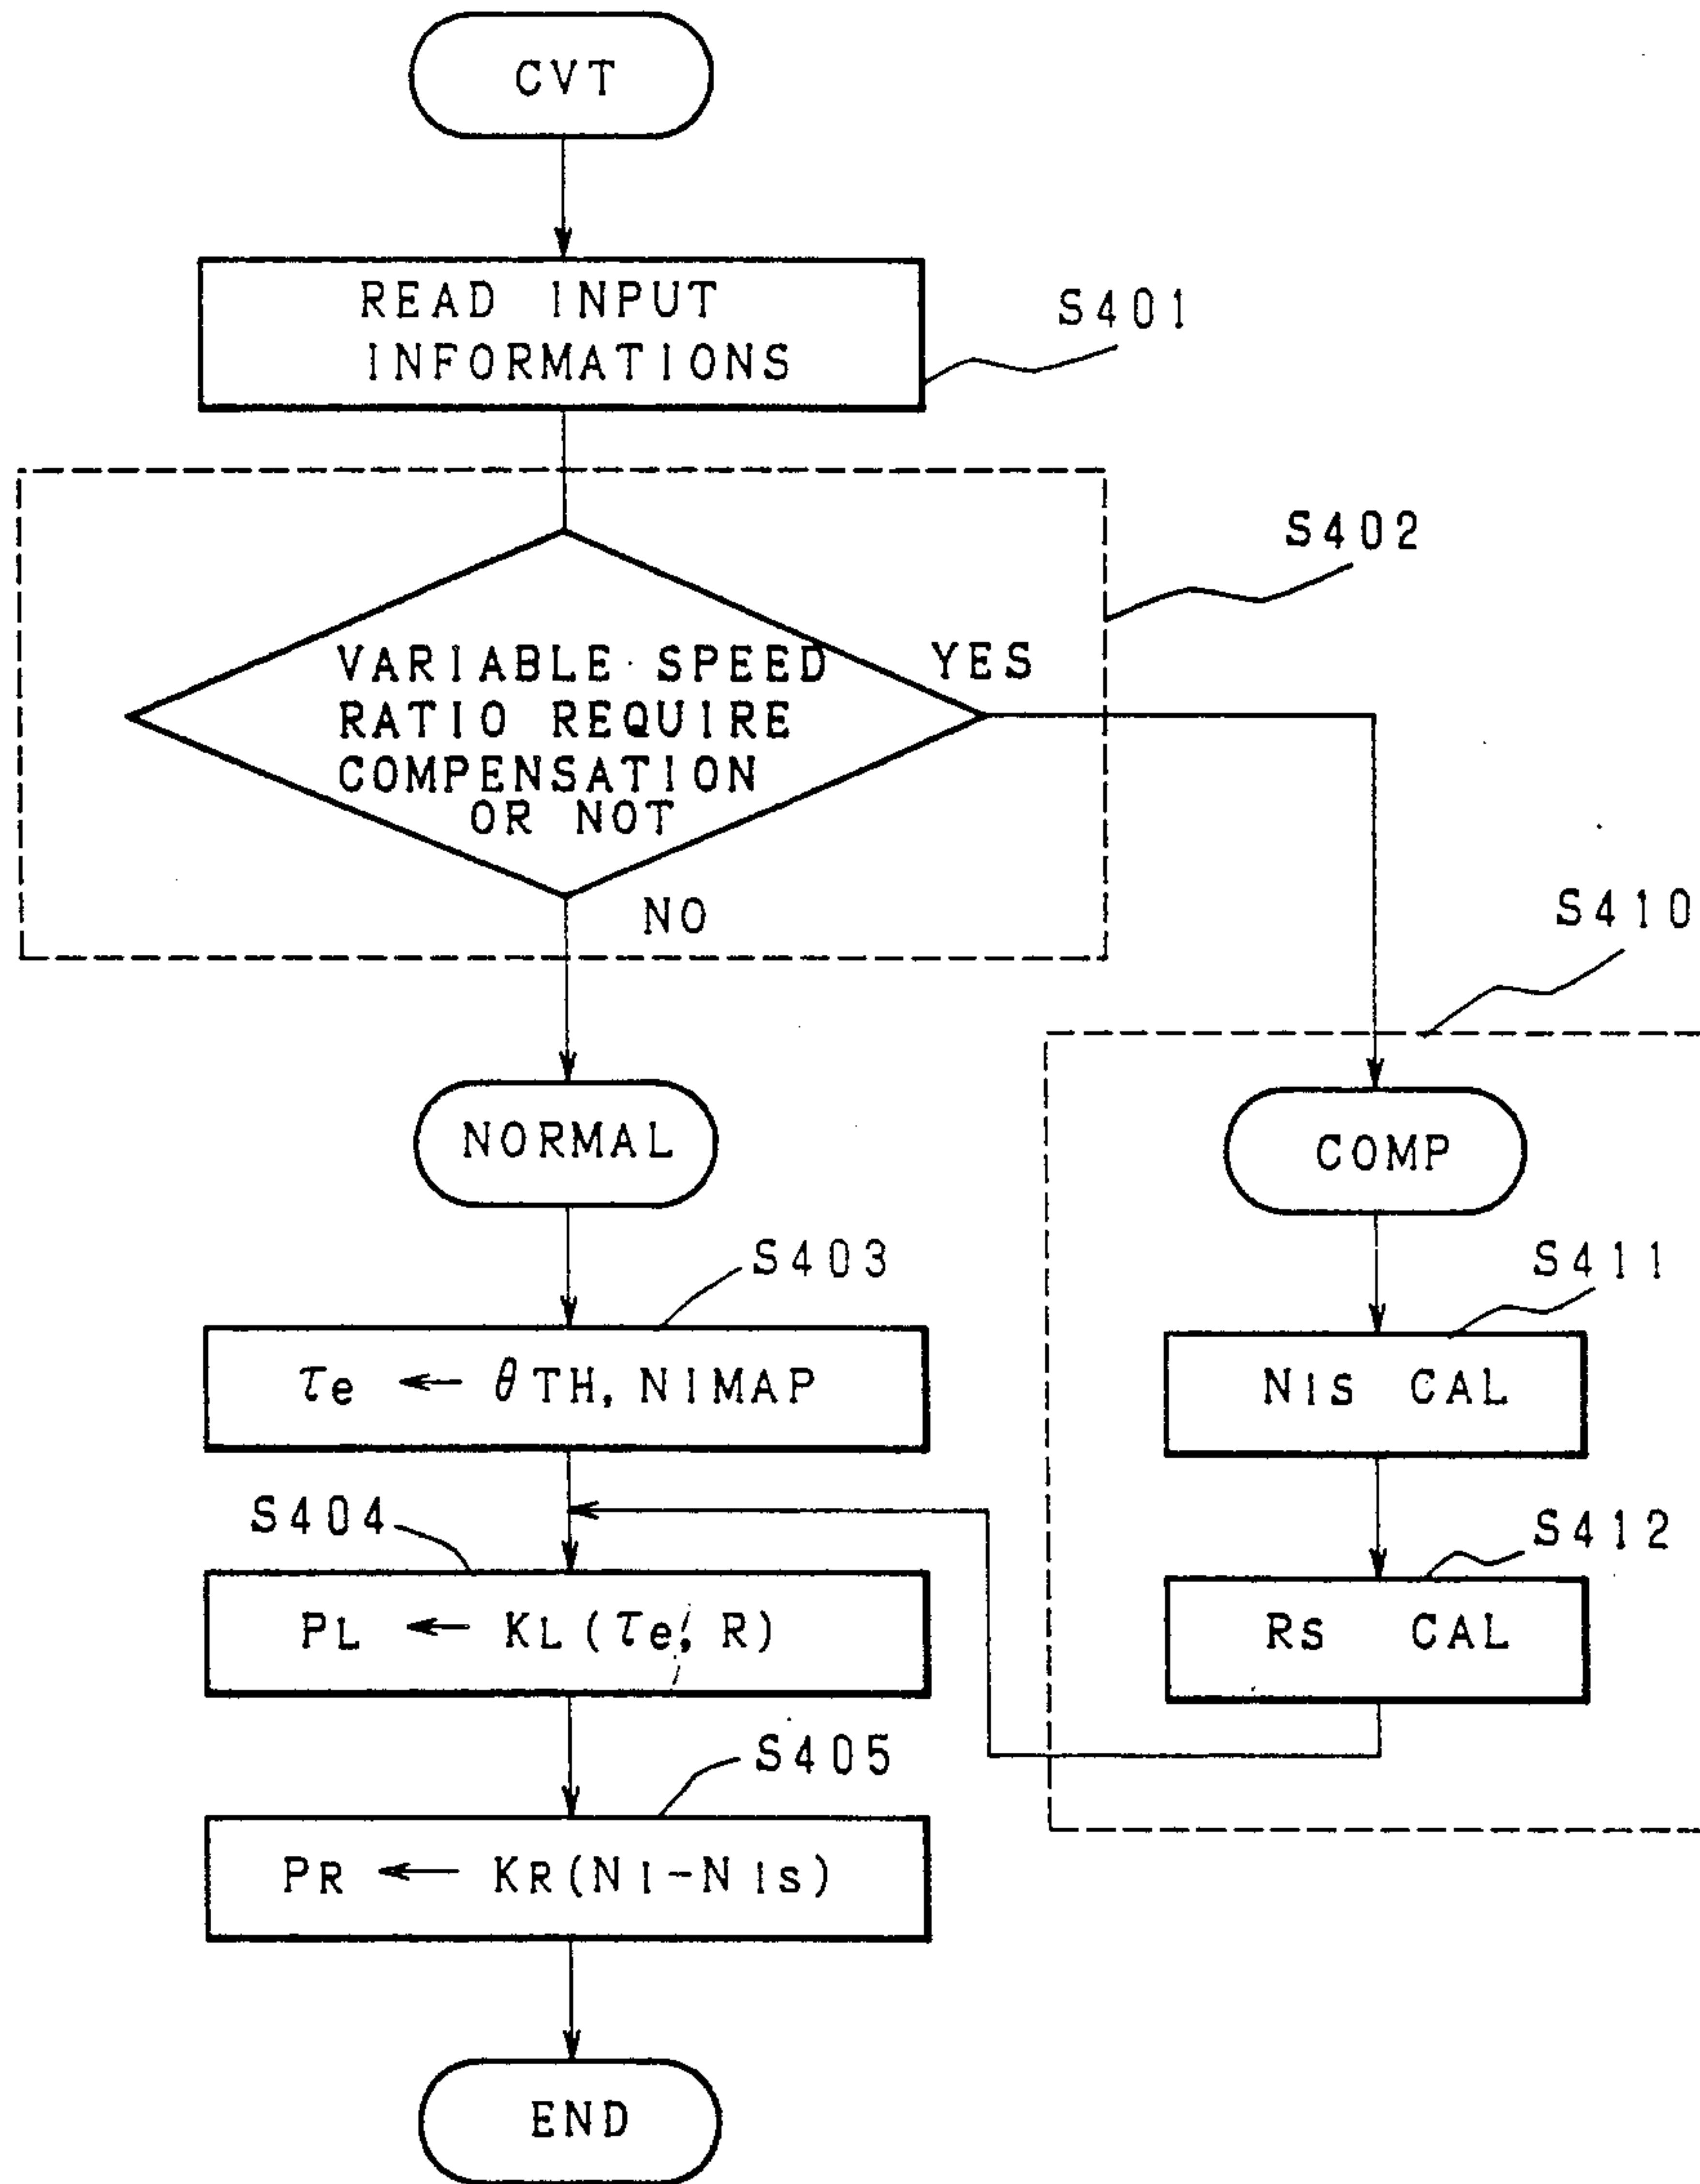 CVT
READ INPUT
INFORMATIONS
S401
S402
VARIABLE SPEED
RATIO REQUIRE
COMPENSATION
OR NOT
YES
NO
S410
NORMAL
COMP
S403
τe ← θTH, NIMAP
S411
NIs CAL
S404
PL ← KL (τe, R)
S412
Rs CAL
S405
PR ← KR (NI-NIs)
END